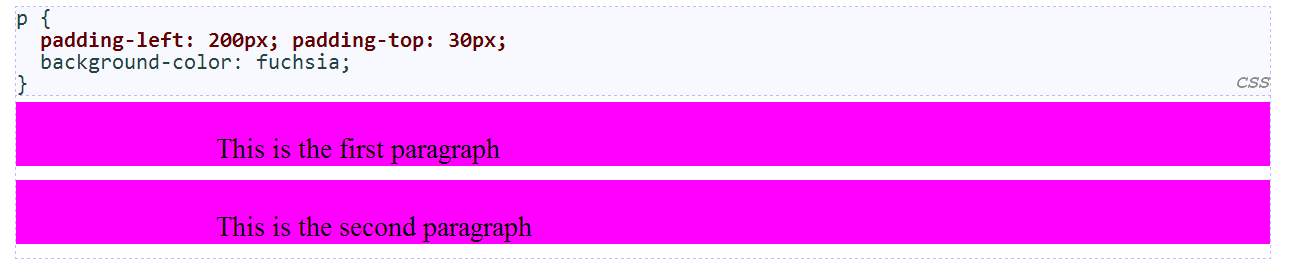 p {
  padding-left: 200px; padding-top: 30px;
  background-color: fuchsia;
}
CSS
This is the first paragraph
This is the second paragraph